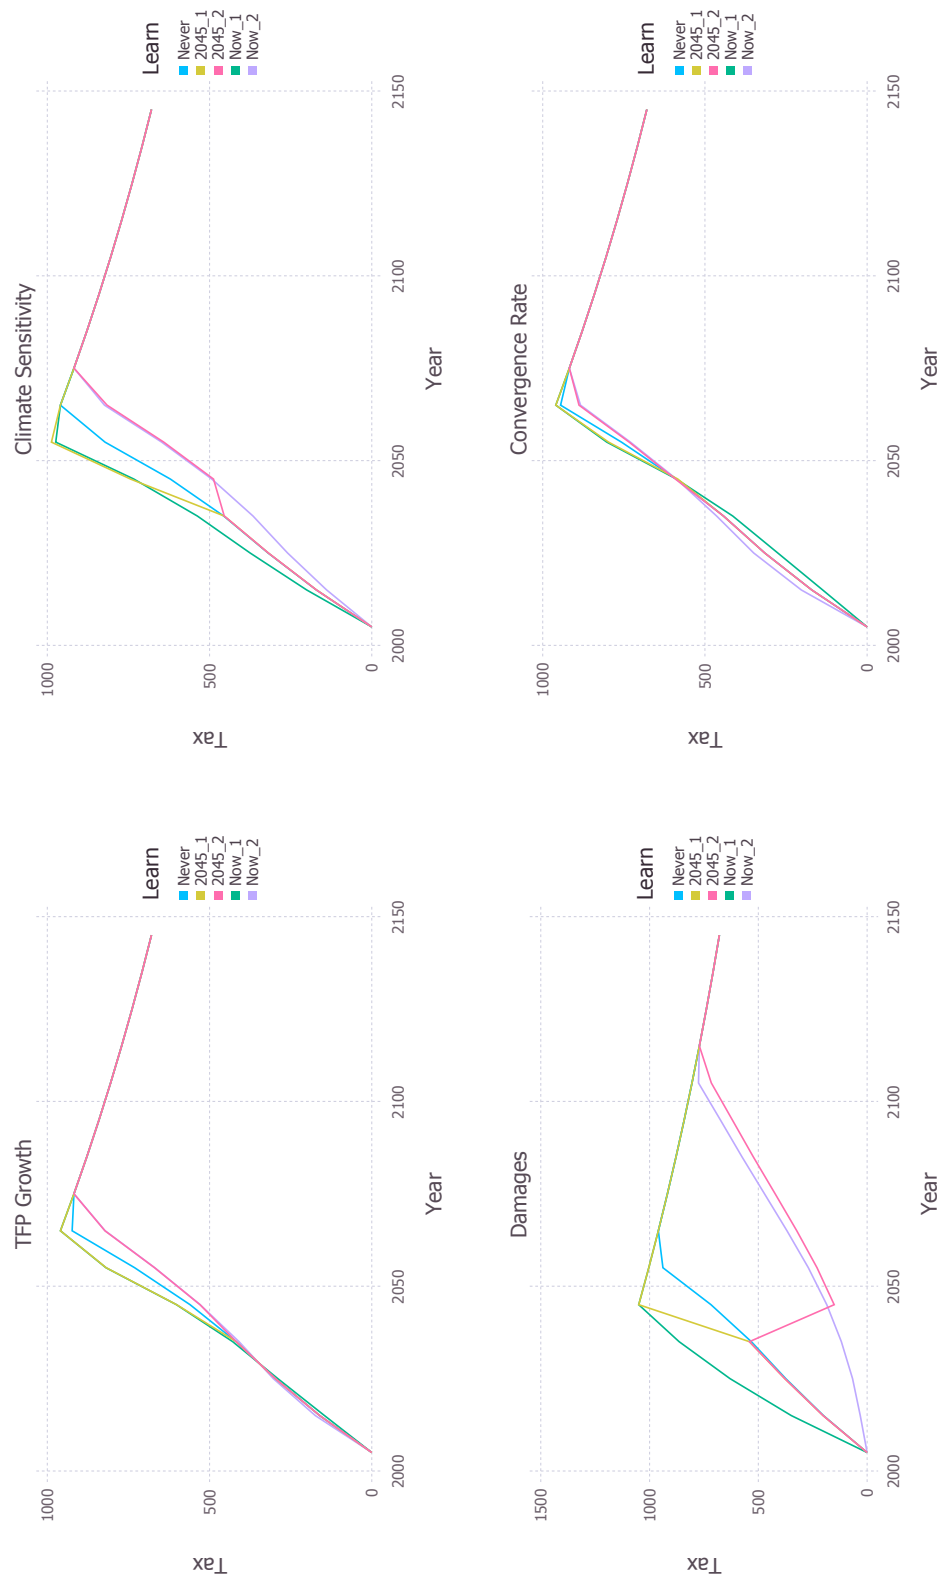 TFP Growth
Tax
1000
500
0
2000
2050
2100
2150
Year
Learn
Never
2045_1
2045_2
Now_1
Now_2
Climate Sensitivity
Tax
1000
500
0
2000
2050
2100
2150
Year
Learn
Never
2045_1
2045_2
Now_1
Now_2
Damages
Tax
1500
1000
500
0
2000
2050
2100
2150
Year
Learn
Never
2045_1
2045_2
Now_1
Now_2
Convergence Rate
Tax
1000
500
0
2000
2050
2100
2150
Year
Learn
Never
2045_1
2045_2
Now_1
Now_2